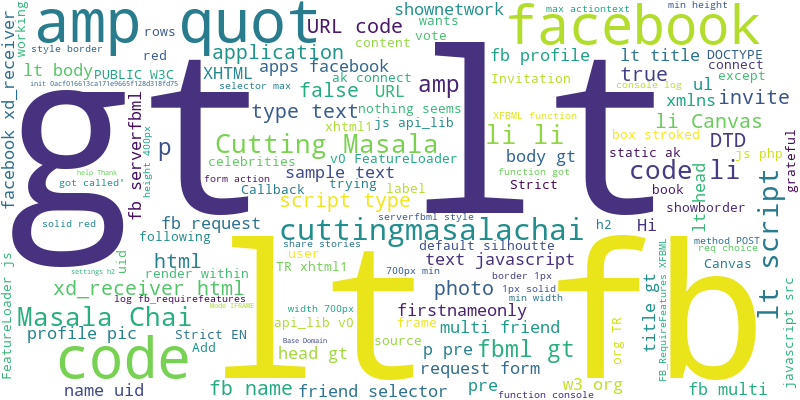 amp quot
shownetwork
facebook
max actiontext
min height
working
rows
URL code
wants
style border
red
application
content
vote
fb profile
lt title
DOCTYPE
connect
lt body
PUBLIC W3C
XHTML
apps facebook
ak connect
Invitation
true
except
init 0acf016613ca171e9665f128d318fd75
selector max
false
URL
amp
ul
console log
facebook xd_receiver
gt
lt
lt
type text
nothing seems
XFBML function
xmlns
invite
xhtml1
js api_lib
li li
li Canvas
box stroked
DTD
js php
fb serverfbml
height 400px
p
Cutting Masala
celebrities
v0 FeatureLoader
body gt
static ak
code li
grateful
help Thank
got called'
form action
sample text
trying
label
function got
Callback
Strict
book
script type
lt head
showborder
solid red
fb request
serverfbml style
h2
Hi
lt script
following
cuttingmasalachai
method POST
req choice
uid
html
share stories
default silhoutte
settings h2
render within
user
TR xhtml1
text javascript
Canvas
FeatureLoader js
xd_receiver html
700px min
border 1px
lt
fb
log fb_requirefeatures
Mode IFRAME
photo
1px solid
min width
title gt
FB_RequireFeatures XFBML
javascript src
Masala Chai
width 700px
firstnameonly
api_lib v0
frame
multi friend
org TR
profile pic
Strict EN
Base Domain
source
code
Add
head gt
p pre
fbml gt
request form
name uid
fb name
friend selector
pre
w3 org
function console
fb multi